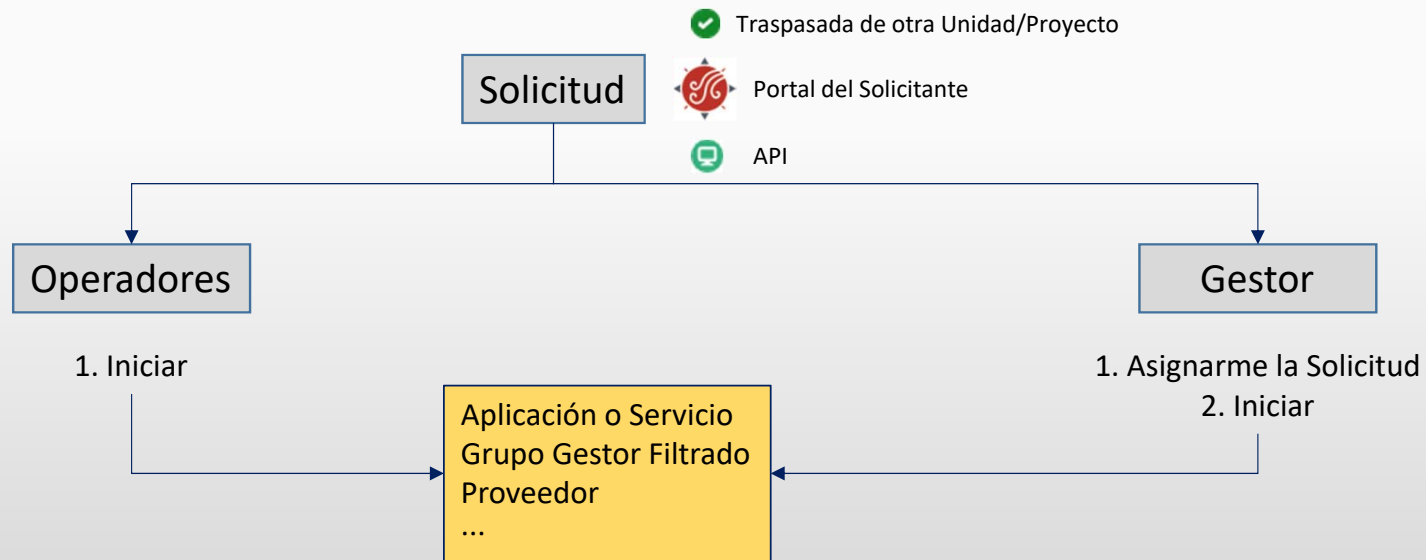 Traspasada de otra Unidad/Proyecto
Solicitud
Portal del Solicitante
API
Operadores
Gestor
1. Iniciar
1. Asignarme la Solicitud
2. Iniciar
Aplicación o Servicio
Grupo Gestor Filtrado
Proveedor
...